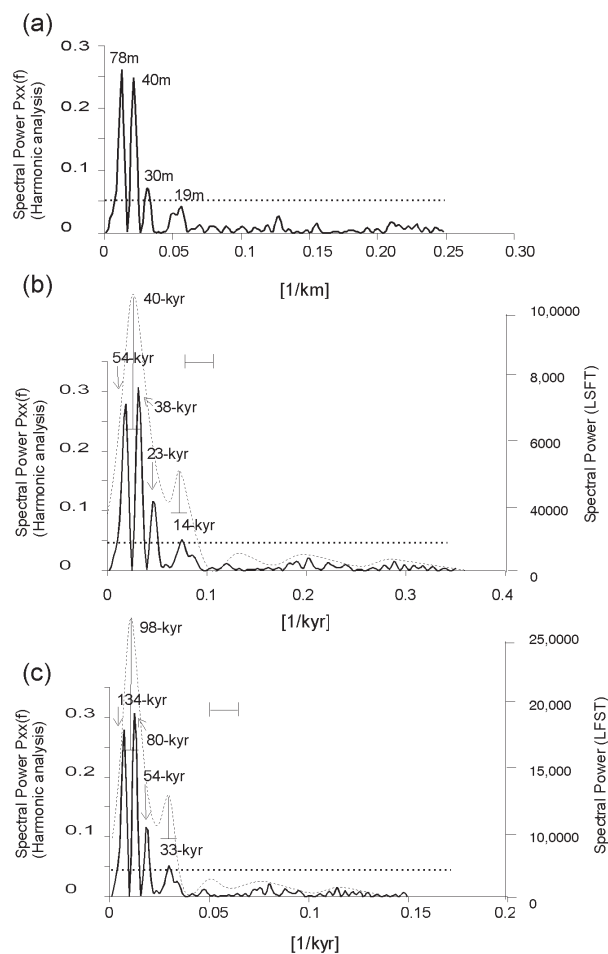 (a)
Spectral Power Pxx(f)
(Harmonic analysis)
0.3
0.2
0.1
0
78m
40m
30m
19m
0 0.05 0.10 0.15 0.20 0.25 0.30
[1/km]
(b)
Spectral Power Pxx(f)
(Harmonic analysis)
0.3
0.2
0.1
0
40-kyr
54-kyr
38-kyr
23-kyr
14-kyr
10,0000
8,000
6000
40000
0
Spectral Power (LSFT)
0 0.1 0.2 0.3 0.4
[1/kyr]
(c)
Spectral Power Pxx(f)
(Harmonic analysis)
0.3
0.2
0.1
0
98-kyr
134-kyr
80-kyr
54-kyr
33-kyr
25,0000
20,000
15,000
10,0000
0
Spectral Power (LFST)
0 0.05 0.1 0.15 0.2
[1/kyr]